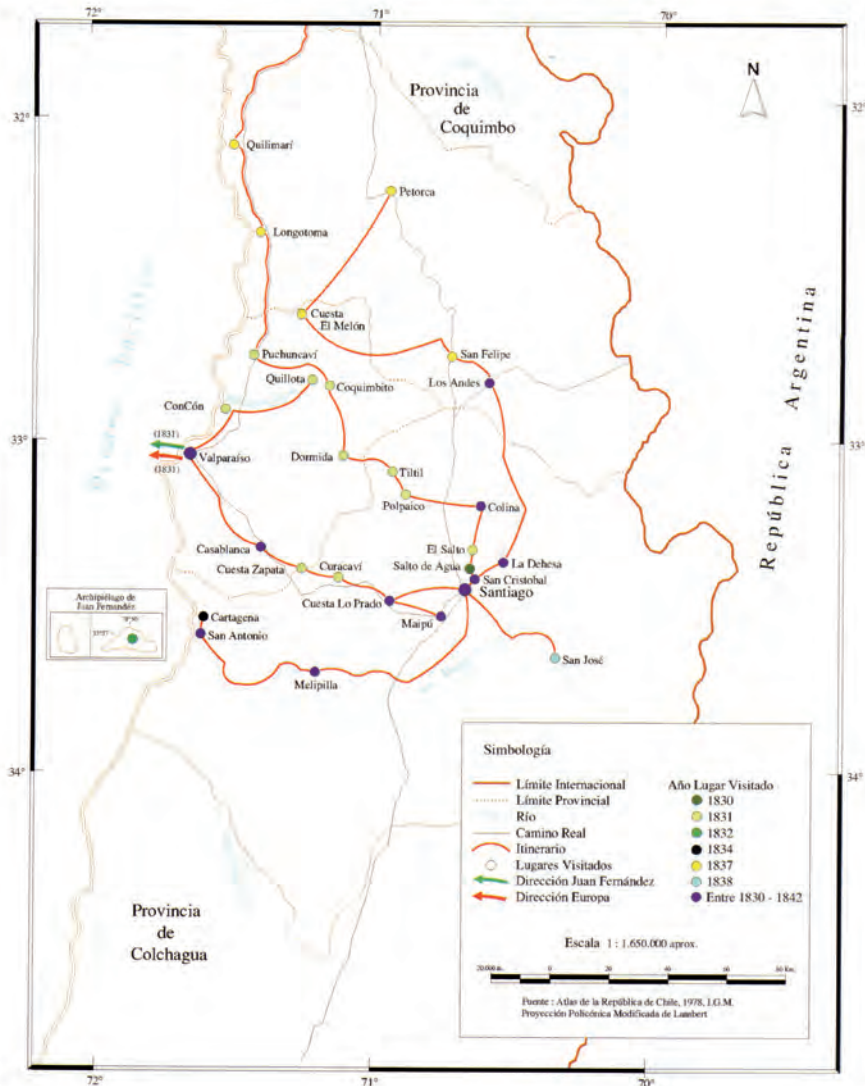 72°
71°
70°
N
Provincia
de
Coquimbo
32°
32°
Quilimarí
Petorca
Longotoma
Cuesta
El Melón
Puchuncaví
San Felipe
Quillota
Coquimbito
Los Andes
ConCón
República Argentina
33°
33°
(1831)
Valparaíso
(1831)
Dormida
Tiltil
Polpaico
Colina
Casablanca
El Salto
Cuesta Zapata
Curacaví
Salto de Agua
La Dehesa
San Cristobal
Santiago
Archipiélago de
Juan Fernández
Cuesta Lo Prado
Cartagena
Maipú
San Antonio
San José
Melipilla
34°
34°
Simbología
Límite Internacional
Límite Provincial
Río
Camino Real
Itinerario
Lugares Visitados
Dirección Juan Fernández
Dirección Europa
Año Lugar Visitado
1830
1831
1832
1834
1837
1838
Entre 1830 - 1842
Provincia
de
Colchagua
Escala 1 : 1.650.000 aprox.
0 20 40 60 Km.
Fuente : Atlas de la República de Chile, 1978, I.G.M.
Proyección Policónica Modificada de Lambert
72°
71°
70°